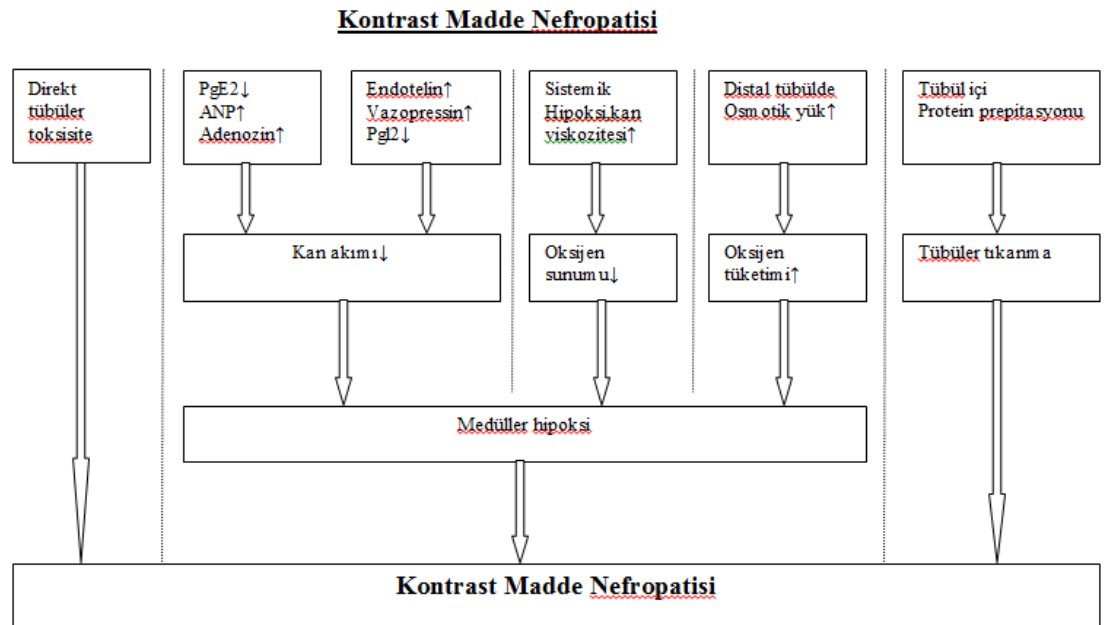 Kontrast Madde Nefropatisi
Direkt
tübüler
toksisite
PgE2↓
ANP↑
Adenozin↑
Endotelin↑
Vazopressin↑
PgI2↓
Sistemik
Hipoksi,kan
viskozitesi↑
Distal tübülde
Osmotik yük↑
Tübül içi
Protein prepitasyonu
Kan akımı↓
Oksijen
sunumu↓
Oksijen
tüketimi↑
Tübüler tıkanma
Medüller hipoksi
Kontrast Madde Nefropatisi